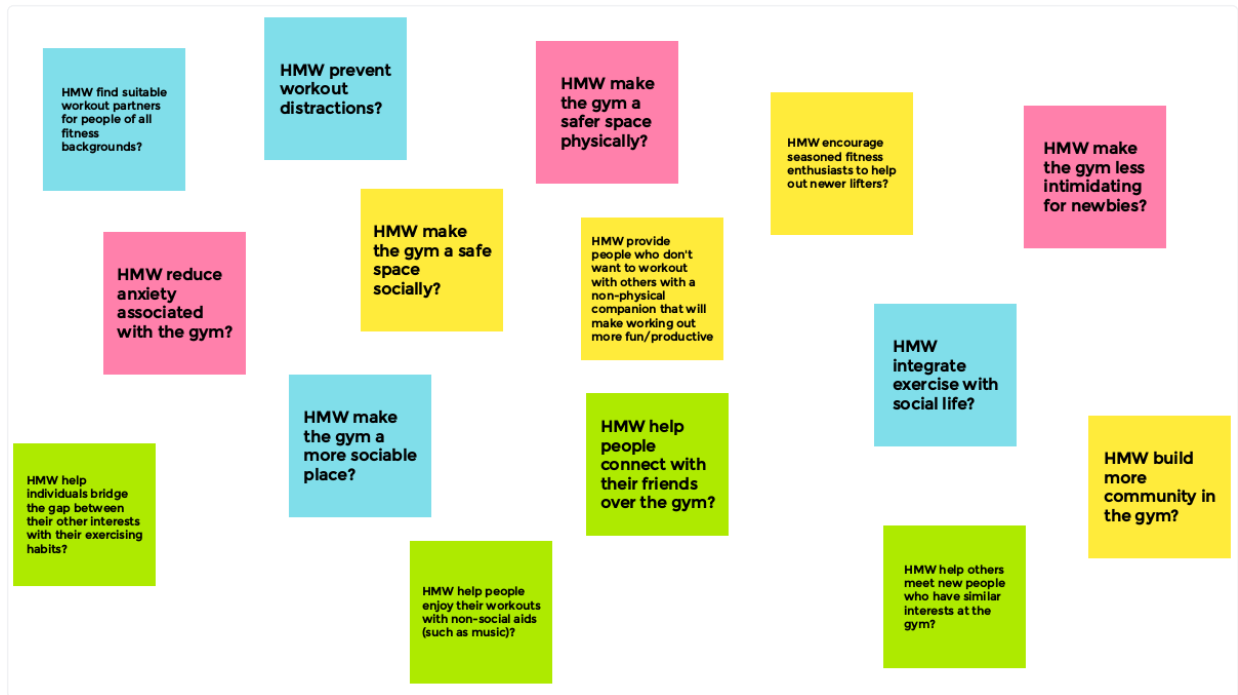 HMW find suitable
workout partners
for people of all
fitness
backgrounds?
HMW prevent
workout
distractions?
HMW make
the gym a
safer space
physically?
HMW encourage
seasoned fitness
enthusiasts to help
out newer lifters?
HMW make
the gym less
intimidating
for newbies?
HMW reduce
anxiety
associated
with the gym?
HMW make
the gym a safe
space
socially?
HMW provide
people who don't
want to workout
with others with a
non-physical
companion that will
make working out
more fun/productive
HMW
integrate
exercise with
social life?
HMW make
the gym a
more sociable
place?
HMW help
people
connect with
their friends
over the gym?
HMW build
more
community in
the gym?
HMW help
individuals bridge
the gap between
their other interests
with their exercising
habits?
HMW help people
enjoy their workouts
with non-social aids
(such as music)?
HMW help others
meet new people
who have similar
interests at the
gym?